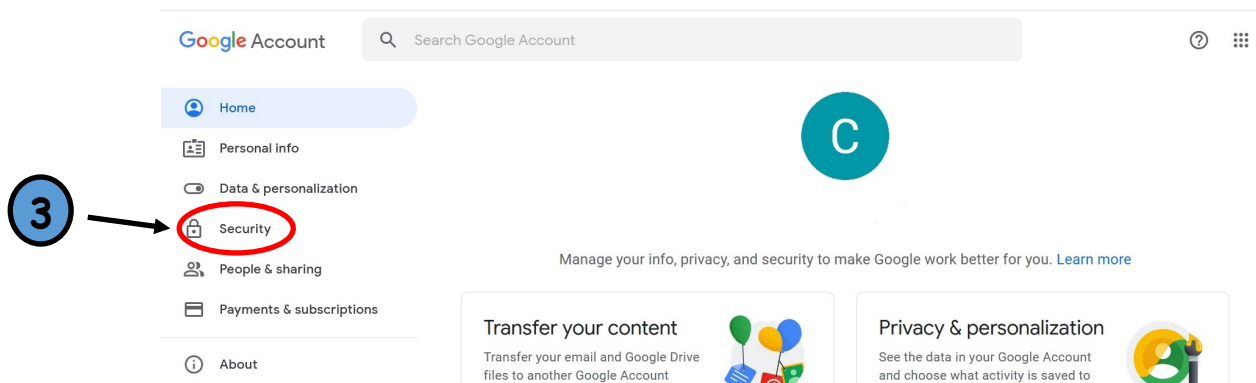 Google Account
Search Google Account
Home
Personal info
Data & personalization
3
Security
People & sharing
Payments & subscriptions
About
C
Manage your info, privacy, and security to make Google work better for you. Learn more
Transfer your content
Transfer your email and Google Drive
files to another Google Account
Privacy & personalization
See the data in your Google Account
and choose what activity is saved to